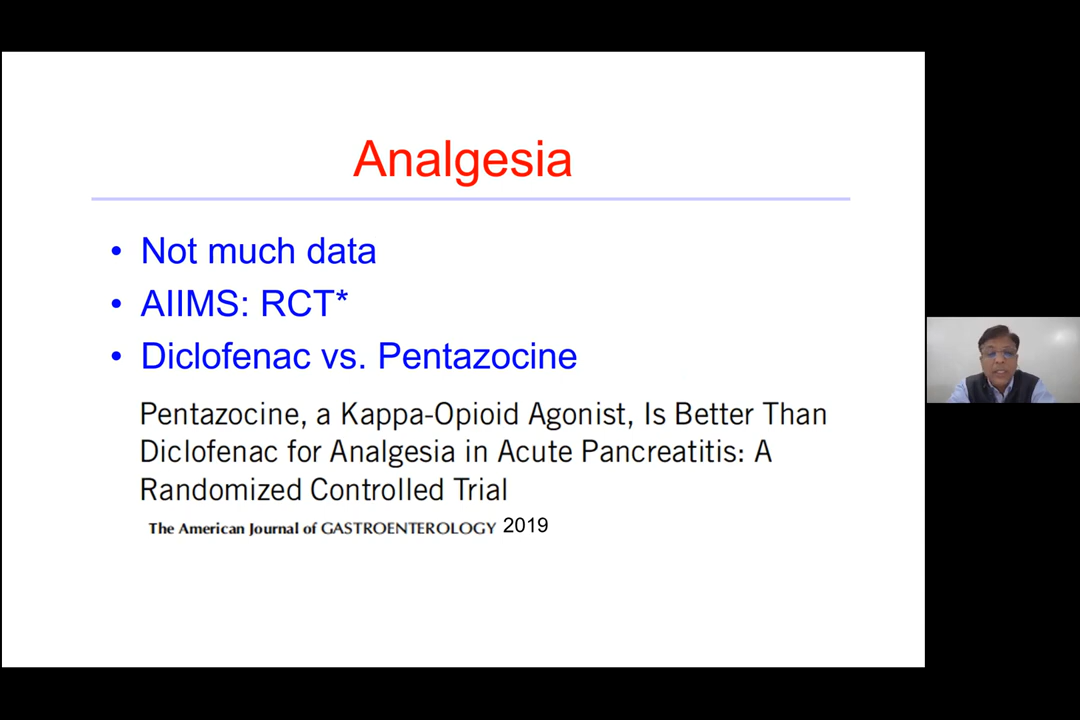 Analgesia
• Not much data
• AIIMS: RCT*
• Diclofenac vs. Pentazocine
Pentazocine, a Kappa-Opioid Agonist, Is Better Than
Diclofenac for Analgesia in Acute Pancreatitis: A
Randomized Controlled Trial
The American Journal of GASTROENTEROLOGY 2019